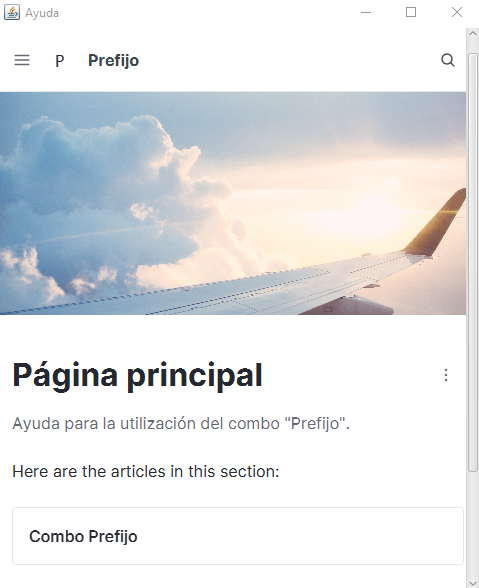 Ayuda
P Prefijo
Página principal
Ayuda para la utilización del combo "Prefijo".
Here are the articles in this section:
Combo Prefijo